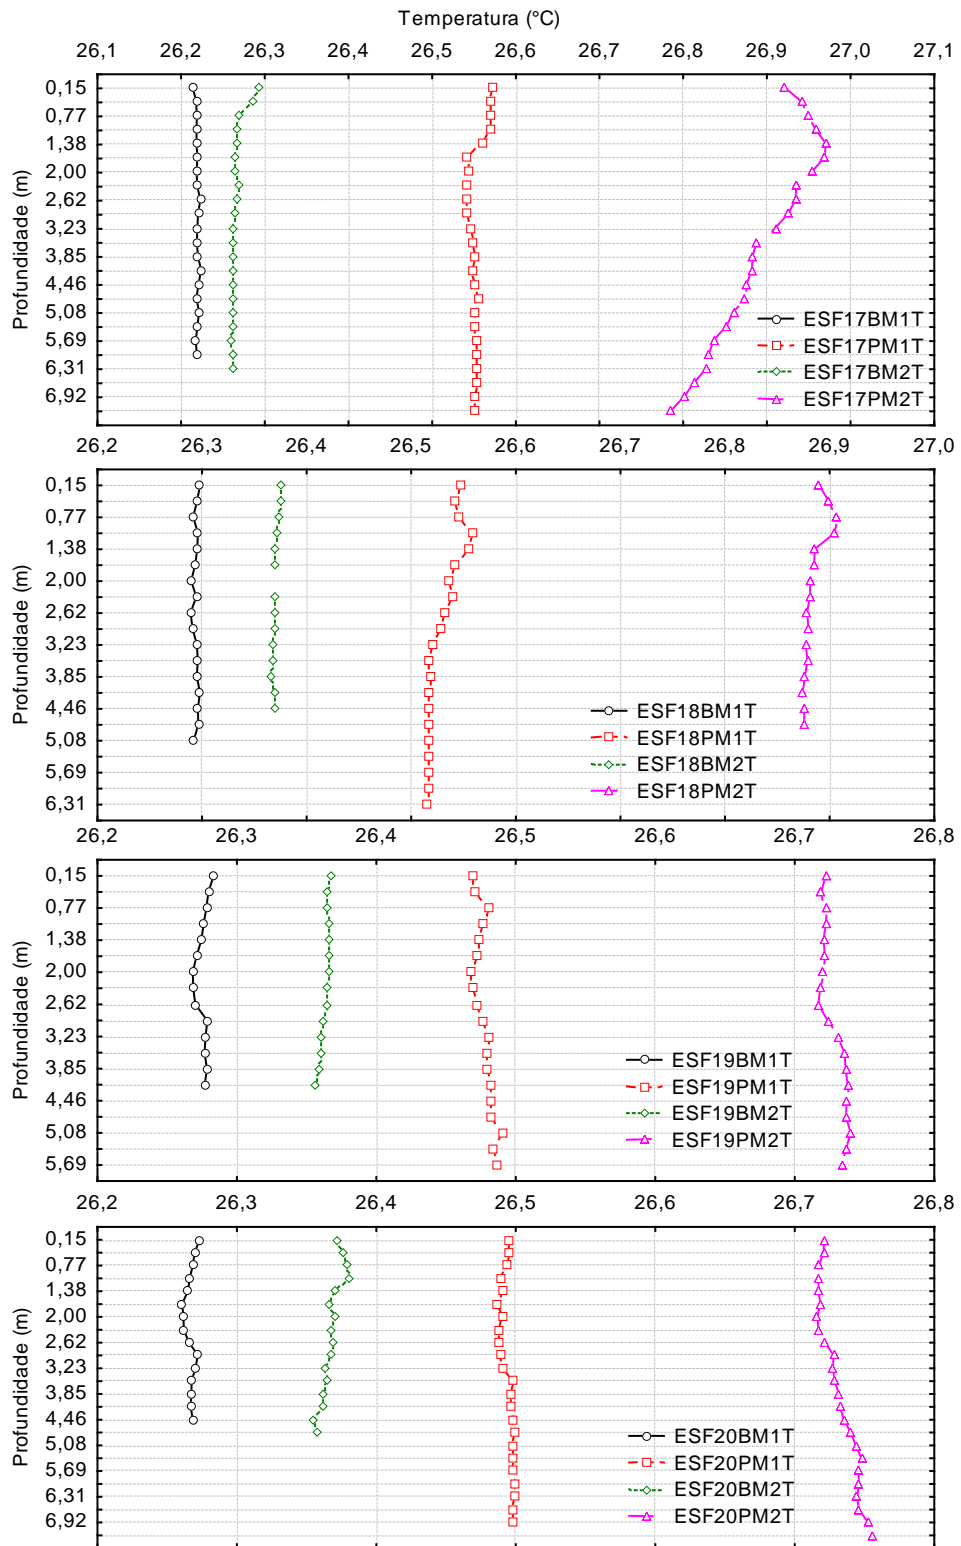 Temperatura (°C)
26,1 26,2 26,3 26,4 26,5 26,6 26,7 26,8 26,9 27,0 27,1
0,15
0,77
1,38
2,00
2,62
3,23
3,85
4,46
5,08
5,69
6,31
6,92
Profundidade (m)
ESF17BM1T
ESF17PM1T
ESF17BM2T
ESF17PM2T
26,2 26,3 26,4 26,5 26,6 26,7 26,8 26,9 27,0
0,15
0,77
1,38
2,00
2,62
3,23
3,85
4,46
5,08
5,69
6,31
Profundidade (m)
ESF18BM1T
ESF18PM1T
ESF18BM2T
ESF18PM2T
26,2 26,3 26,4 26,5 26,6 26,7 26,8
0,15
0,77
1,38
2,00
2,62
3,23
3,85
4,46
5,08
5,69
Profundidade (m)
ESF19BM1T
ESF19PM1T
ESF19BM2T
ESF19PM2T
26,2 26,3 26,4 26,5 26,6 26,7 26,8
0,15
0,77
1,38
2,00
2,62
3,23
3,85
4,46
5,08
5,69
6,31
6,92
Profundidade (m)
ESF20BM1T
ESF20PM1T
ESF20BM2T
ESF20PM2T